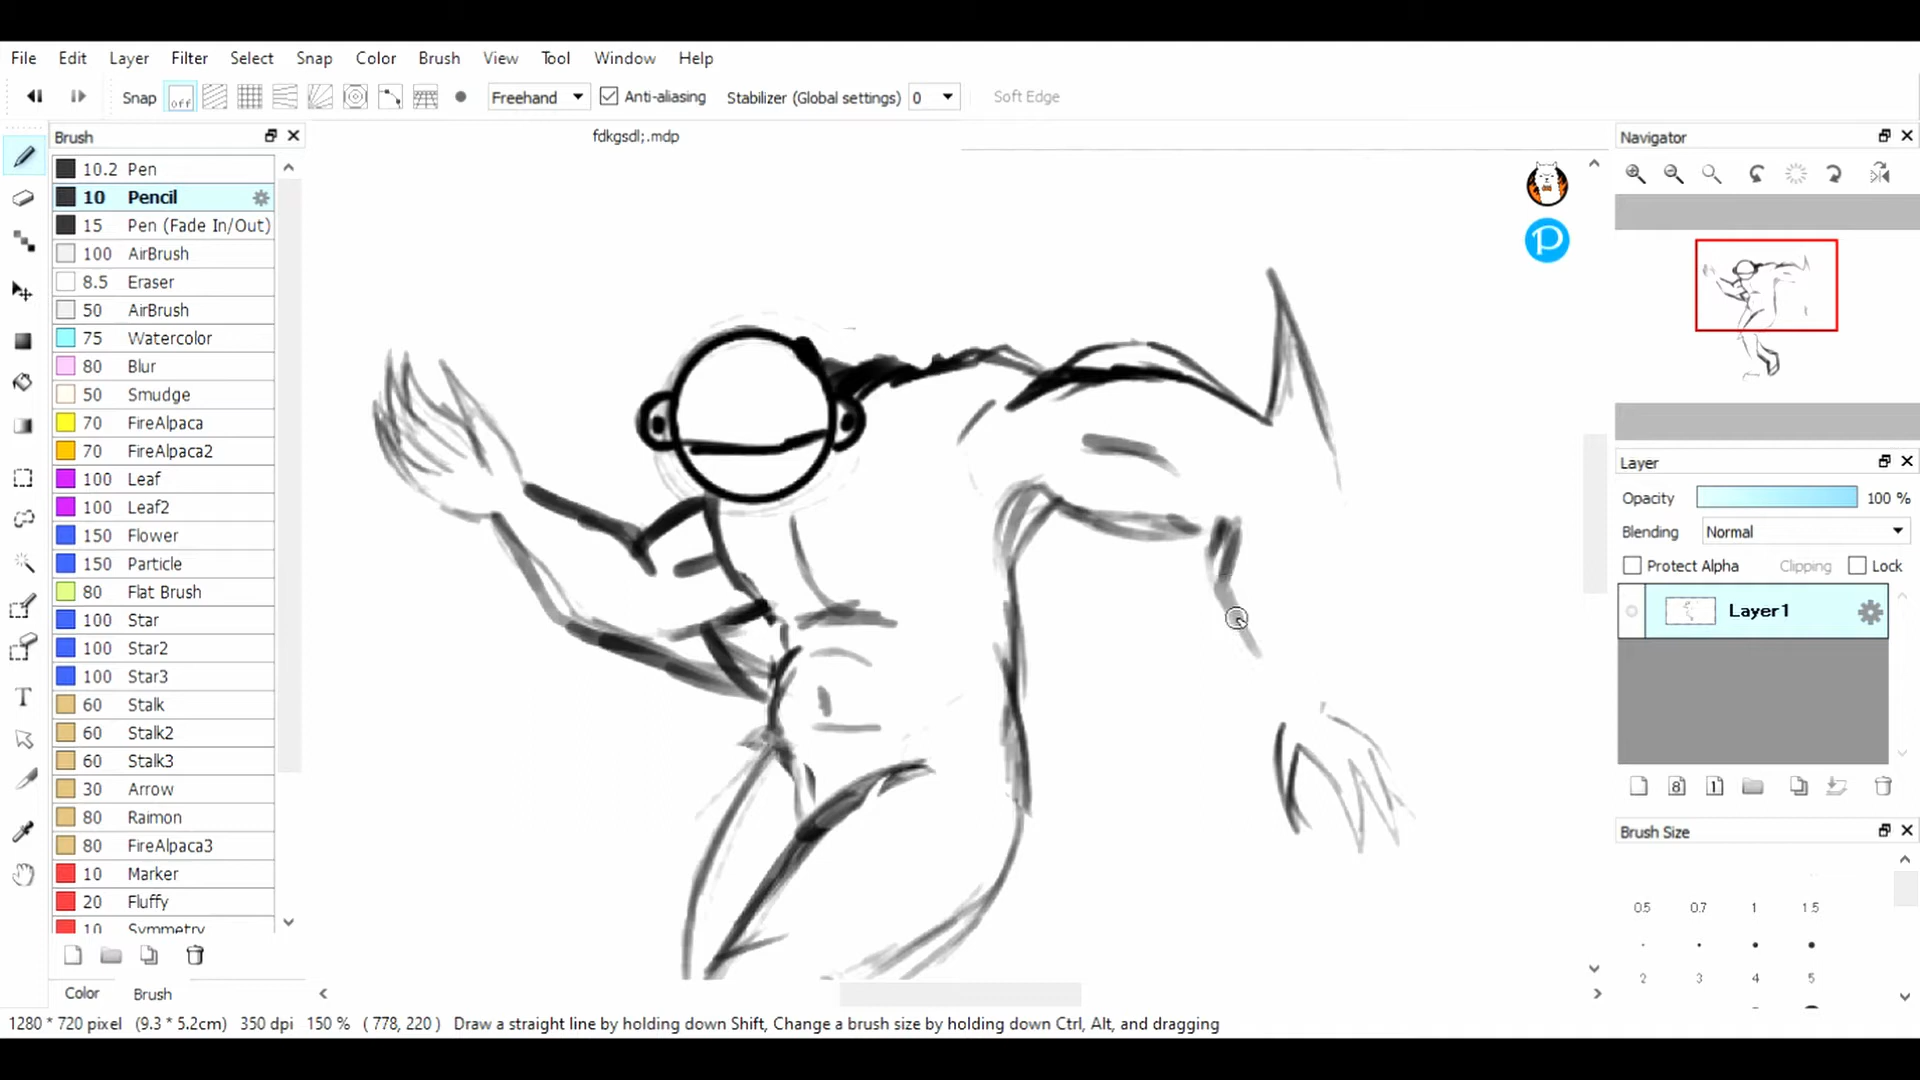 File Edit Layer Filter Select Snap Color Brush View Tool Window Help
Snap off Freehand Anti-aliasing Stabilizer (Global settings) 0 Soft Edge
Brush
fdkgsdl;.mdp
Navigator
10.2 Pen
10 Pencil
15 Pen (Fade In/Out)
100 AirBrush
8.5 Eraser
50 AirBrush
75 Watercolor
80 Blur
50 Smudge
70 FireAlpaca
70 FireAlpaca2
100 Leaf
100 Leaf2
150 Flower
150 Particle
80 Flat Brush
100 Star
100 Star2
100 Star3
60 Stalk
60 Stalk2
60 Stalk3
30 Arrow
80 Raimon
80 FireAlpaca3
10 Marker
20 Fluffy
10 Symmetry
Color Brush
P
Layer
Opacity 100 %
Blending Normal
Protect Alpha Clipping Lock
Layer1
8 1
Brush Size
0.5 0.7 1 1.5
2 3 4 5
T
1280 * 720 pixel (9.3 * 5.2cm) 350 dpi 150 % ( 778, 220 ) Draw a straight line by holding down Shift, Change a brush size by holding down Ctrl, Alt, and dragging